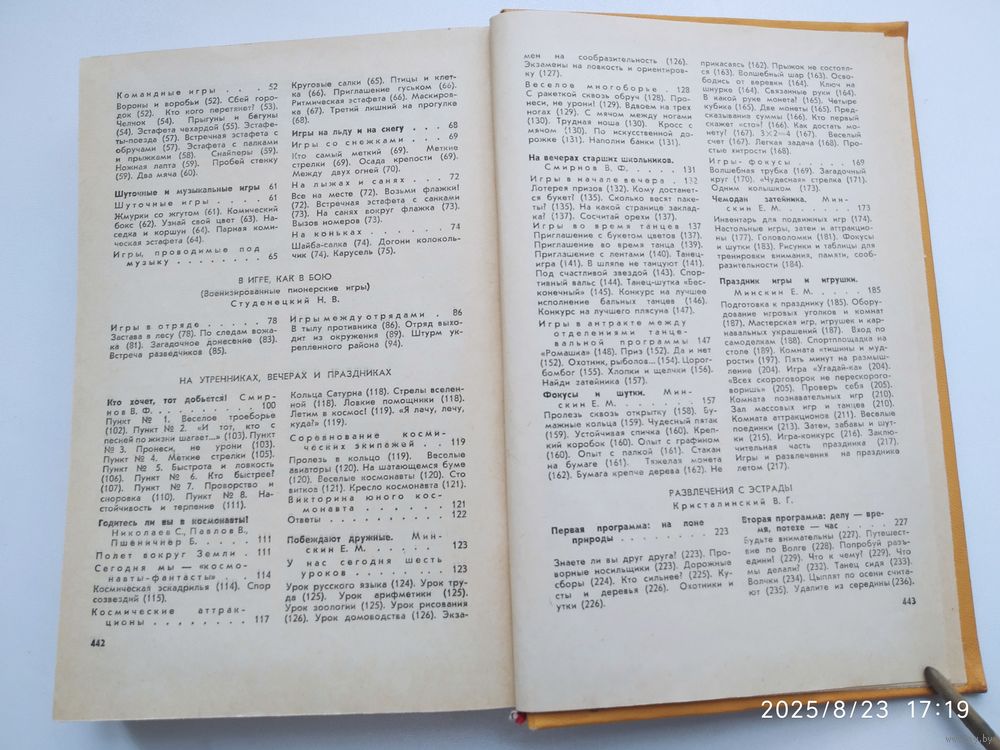 Командные игры . . . 52
Вороны и воробьи (52). Сбей горо-
док (52). Кого перетянет? (53).
Челнок (54). Прыгуны и бегуны
(54). Эстафета чехардой (55). Эстафе-
ты-поезда (57). Встречная эстафета с
обручами (57). Эстафета с палками
и прыжками (58). Снайперы (59).
Ножная лапта (59). Пробей стенку
(59). Два мяча (60).
Шуточные и музыкальные игры 61
Шуточные игры . . . . 61
Жмурки со жгутом (61). Комический
бокс (62). Узнай свой цвет (63). На-
седка и коршун (64). Парная коми-
ческая эстафета (64).
Игры, проводимые под
музыку . . . . . . . . 65
Круговые салки (65). Птицы и клет-
ка (66). Приглашение гуськом (66).
Ритмическая эстафета (66). Маскиров-
ка (67). Третий лишний на прогулке
(68).
Игры на льду и на снегу . . . 68
Игры со снежками . . . 69
Кто самый меткий (69). Меткие
стрелки (69). Осада крепости (69).
Между двух огней (70).
На лыжах и санях . . . 72
Все на месте (72). Возьми флажки!
(72). Встречная эстафета с санками
(73). На санях вокруг флажка (73).
Вызов номеров (73).
На коньках . . . . . . . 74
Шайба-салка (74). Догони колоколь-
чик (74). Карусель (75).
В ИГРЕ, КАК В БОЮ
(Военизированные пионерские игры)
Студенецкий Н. В.
Игры в отряде . . . . . 78
Застава в лесу (78). По следам вожа-
ка (81). Загадочное донесение (83).
Встреча разведчиков (85).
Игры между отрядами . 86
В тылу противника (86). Отряд выхо-
дит из окружения (89). Штурм ук-
репленного района (94).
НА УТРЕННИКАХ, ВЕЧЕРАХ И ПРАЗДНИКАХ
Кто хочет, тот добьется! Смир-
нов В. Ф. . . . . . . . . 100
Пункт № 1. Веселое троеборье
(102). Пункт № 2. «И тот, кто с
песней по жизни шагает...» (103). Пункт
№ 3. Пронеси, не урони (103).
Пункт № 4. Меткие стрелки (105).
Пункт № 5. Быстрота и ловкость
(106). Пункт № 6. Кто быстрее?
(107). Пункт № 7. Проворство и
сноровка (110). Пункт № 8. На-
стойчивость и терпение (111).
Годитесь ли вы в космонавты!
Николаев С., Павлов В.,
Пшеничнер Б. . . . . 111
Полет вокруг Земли . 111
Сегодня мы — «космо-
навты-фантасты» . . . 114
Космическая эскадрилья (114). Спор
созвездий (115).
Космические аттрак-
ционы . . . . . . . . 117
Кольца Сатурна (118). Стрелы вселен-
ной (118). Ловкие помощники (118).
Летим в космос! (119). «Я лечу, лечу,
куда?» (119).
Соревнование косми-
ческих экипажей . . . 119
Пролезь в кольцо (119). Веселые
авиаторы (120). На шатающемся буме
(120). Веселые космонавты (120). Сто
витков (121). Кресло космонавта (121).
Викторина юного кос-
монавта . . . . . . . 121
Ответы . . . . . . . . . 122
Побеждают дружные. Мин-
скин Е. М. . . . . . . . . 123
У нас сегодня шесть
уроков . . . . . . . . . 123
Урок русского языка (124). Урок тру-
да (125). Урок арифметики (125).
Урок зоологии (125). Урок рисования
(126). Урок домоводства (126). Экза-
442
мен на сообразительность (126).
Экзамены на ловкость и ориентиров-
ку (127).
Веселое многоборье . 128
С ракеткой сквозь обруч (128). Про-
неси, не урони! (129). Вдвоем на трех
ногах (129). С мячом между ногами
(130). Трудная ноша (130). Кросс с
мячом (130). По искусственной до-
рожке (131). Наполни банки (131).
На вечерах старших школьников.
Смирнов В. Ф. . . . . . 131
Игры в начале вечера . . 132
Лотерея призов (132). Кому достанет-
ся букет! (135). Сколько весят паке-
ты? (135). На какой странице заклад-
ка! (137). Сосчитай орехи (137).
Игры во время танцев 137
Приглашение с букетом цветов (137).
Приглашение во время танца (139).
Приглашение с лентами (140). Танец-
игра (141). В шляпе не танцуют (141).
Под счастливой звездой (143). Спор-
тивный вальс (144). Танец-шутка «Бес-
конечный» (145). Конкурс на лучшее
исполнение бальных танцев (146).
Конкурс на лучшего плясуна (147).
Игры в антракте между
отделениями танце-
вальной программы 147
«Ромашка» (148). Приз (152). Да и нет
(152). Охотник, рыболов... (154). Цорог-
бомбог (155). Хлопки и щелчки (156).
Найди затейника (157).
Фокусы и шутки. Мин-
скин Е. М. . . . . . . . 157
Пролезь сквозь открытку (158). Бу-
мажные кольца (159). Чудесный пятак
(159). Устойчивая спичка (160). Креп-
кий коробок (160). Опыт с графином
(160). Опыт с палкой (161). Стакан
на бумаге (161). Тяжелая монета
(162). Бумага крепче дерева (162). Не
прикасаясь (162). Прыжок не состоял-
ся (163). Волшебный шар (163). Осво-
бодись от веревки (164). Ключ на
шнурке (164). Связанные руки (164).
В какой руке монета! (165). Четыре
кубика (165). Две монеты (165). Пред-
сказывания суммы (166). Кто первый
скажет «сто»! (166). Как достать мо-
нету? (167). 3×2=4 (167). Веселый
счет (167). Легкая задача (168). Про-
стые хитрости (168).
Игры-фокусы . . . . . 169
Волшебная трубка (169). Загадочный
круг (170). «Чудесная» стрелка (171).
Одним колышком (173).
Чемодан затейника. Мин-
скин Е. М. . . . . . . 173
Инвентарь для подвижных игр (174).
Настольные игры, затеи и аттракцио-
ны (177). Головоломки (181). Фокусы
и шутки (183). Рисунки и таблицы для
тренировки внимания, памяти, сооб-
разительности (184).
Праздник игры и игрушки.
Минскин Е. М. . . . . . 185
Подготовка к празднику (185). Обору-
дование игровых уголков и комнат
(187). Мастерская игр, игрушек и кар-
навальных украшений (187). Вход по
самоделкам (188). Спортплощадка на
столе (189). Комната «тишины и муд-
рости» (197). Пять минут на размыш-
ление (204). Игра «Угадай-ка» (204).
«Всех скороговорок не перескорого-
воришь» (205). Проверь себя (205).
Комната познавательных игр (210).
Зал массовых игр и танцев (210).
Комната аттракционов (211). Веселые
поединки (213). Затеи, забавы и шут-
ки (215). Игра-конкурс (216). Заклю-
чительная часть праздника (217).
Игры и развлечения на празднике
летом (217).
РАЗВЛЕЧЕНИЯ С ЭСТРАДЫ
Кристалинский В. Г.
Первая программа: на лоне
природы . . . . . . . . . 223
Знаете ли вы друг друга! (223). Про-
ворные носильщики (223). Дорожные
сборы (224). Кто сильнее? (225). Ку-
сты и деревья (226). Охотники и
утки (226).
Вторая программа: делу — вре-
мя, потехе — час . . . . . 227
Будьте внимательны (227). Путешест-
вие по Волге (228). Попробуй разъ-
едини! (229). Что к чему? (229). Что
мы делали? (232). Танец сидя (233).
Волчки (234). Цыплят по осени счита-
ют (235). Удалите из середины (236).
443
2025/8/23 17:19